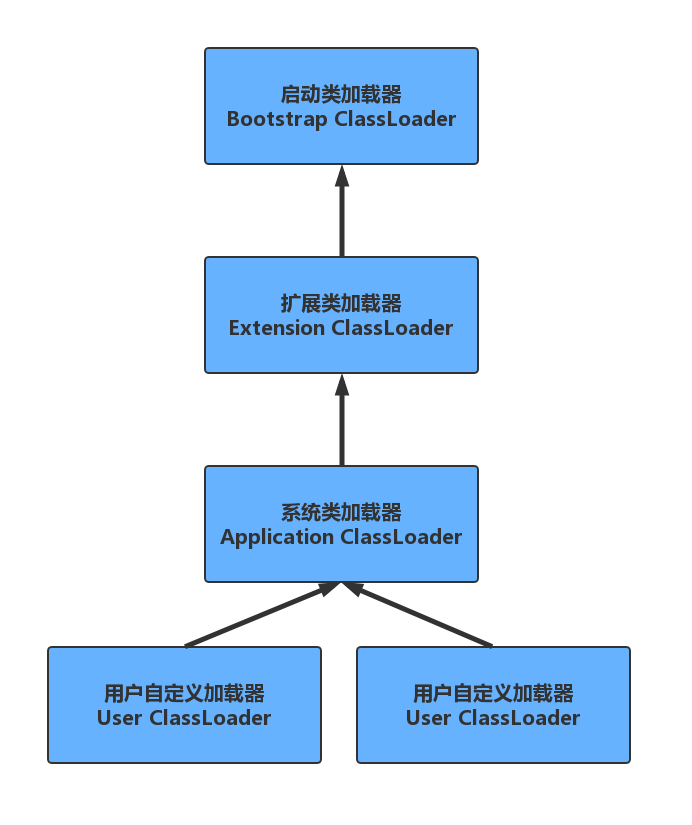 启动类加载器
Bootstrap ClassLoader
扩展类加载器
Extension ClassLoader
系统类加载器
Application ClassLoader
用户自定义加载器
User ClassLoader
用户自定义加载器
User ClassLoader